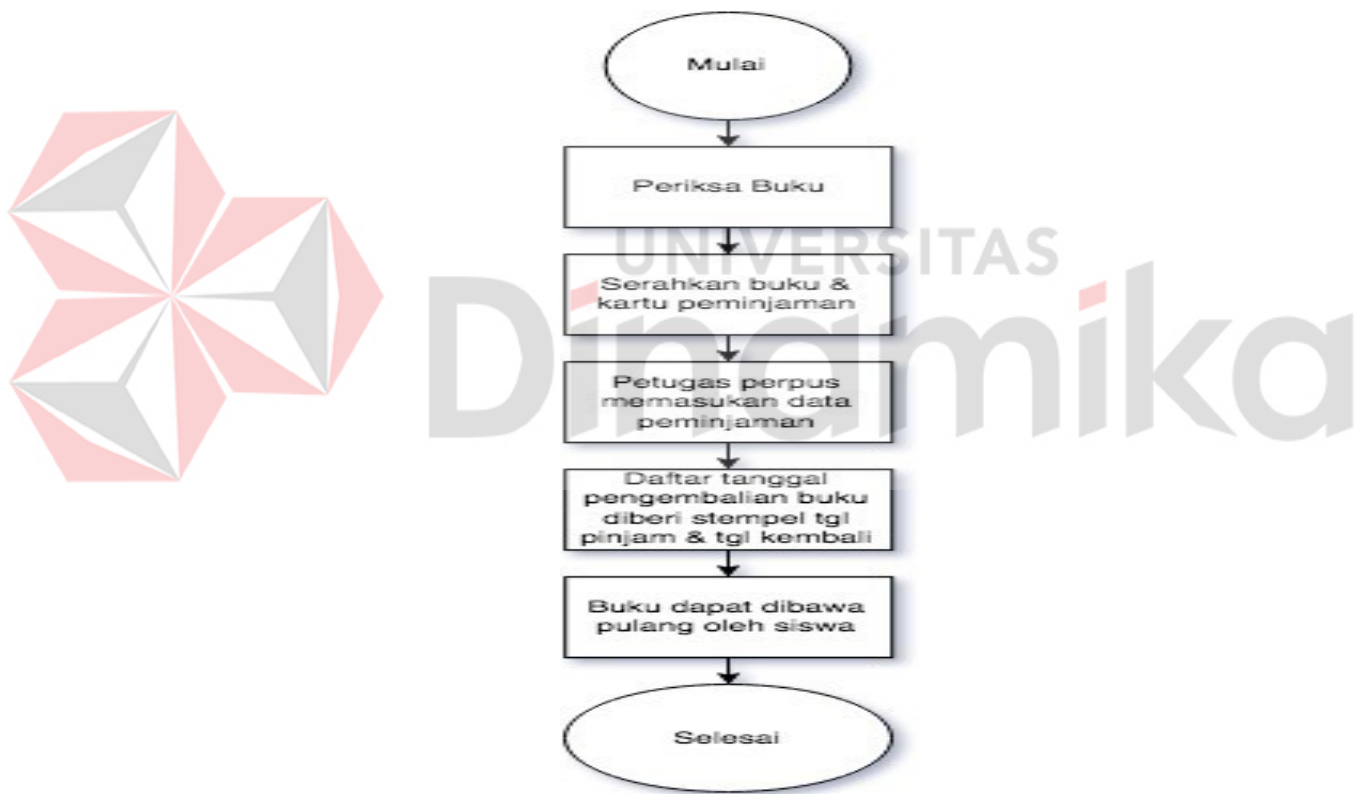 Mulai
Periksa Buku
UNIVERSITAS
Dinamika
Serahkan buku &
kartu peminjaman
Petugas perpus
memasukan data
peminjaman
Daftar tanggal
pengembalian buku
diberi stempel tgl
pinjam & tgl kembali
Buku dapat dibawa
pulang oleh siswa
Selesai